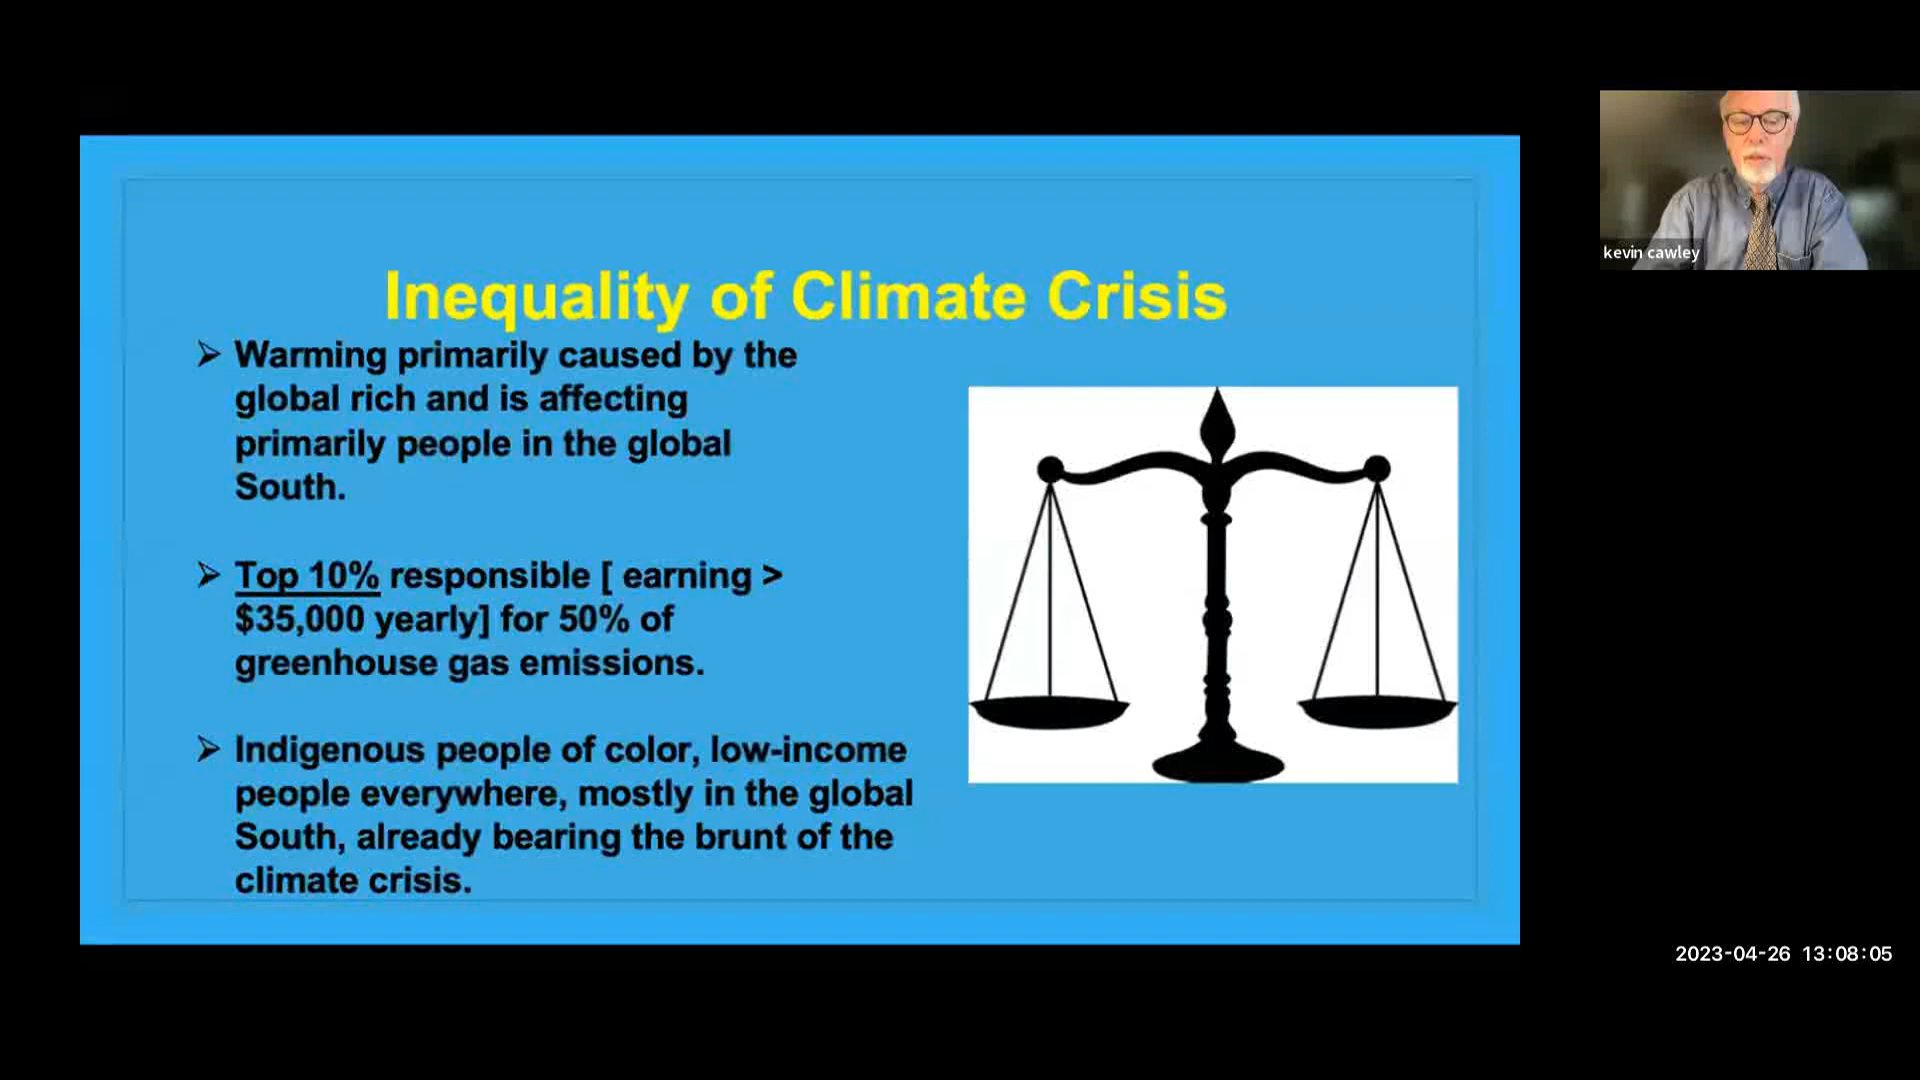 Inequality of Climate Crisis
➢ Warming primarily caused by the
global rich and is affecting
primarily people in the global
South.
➢ Top 10% responsible [ earning >
$35,000 yearly] for 50% of
greenhouse gas emissions.
➢ Indigenous people of color, low-income
people everywhere, mostly in the global
South, already bearing the brunt of the
climate crisis.
kevin cawley
2023-04-26 13:08:05